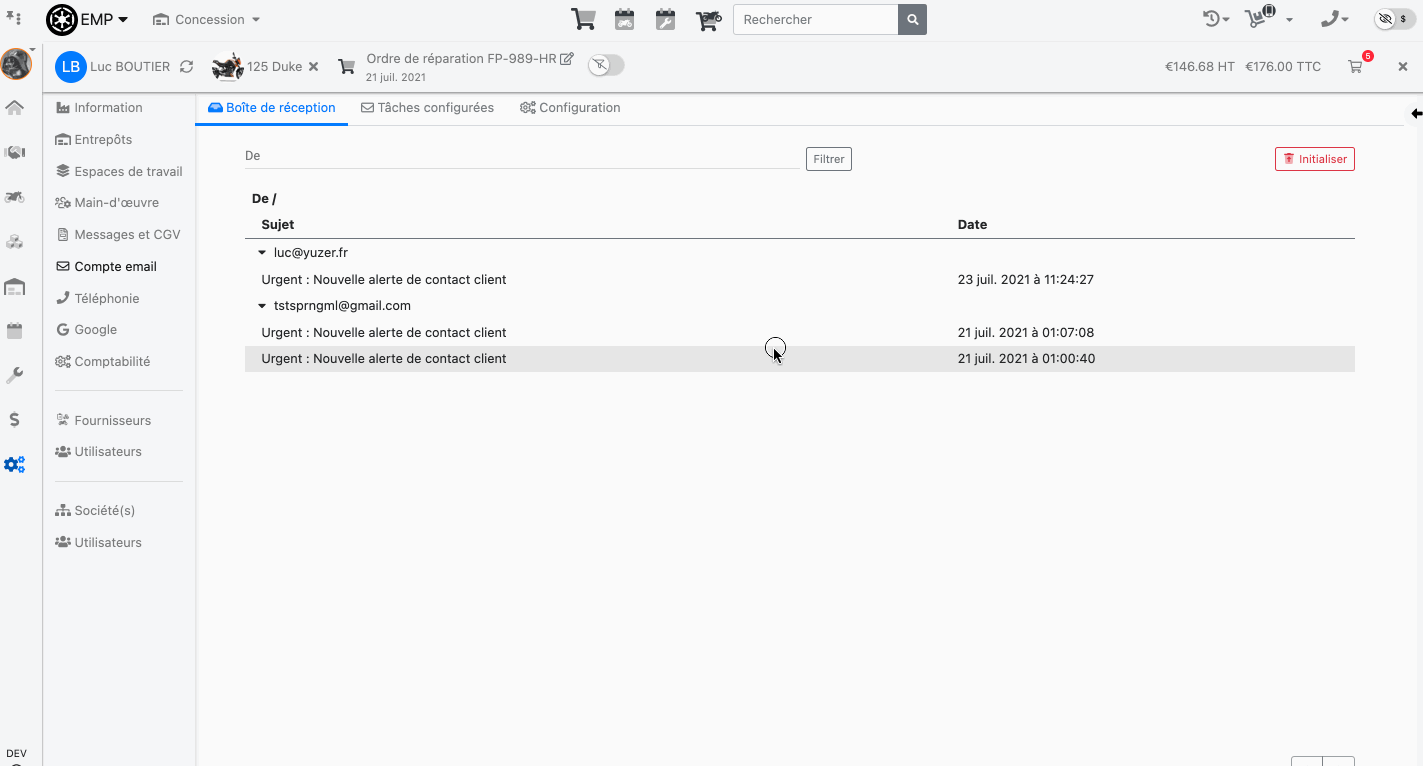 EMP
Concession
Rechercher
$
LB
Luc BOUTIER
125 Duke
Ordre de réparation FP-989-HR
21 juil. 2021
€146.68 HT
€176.00 TTC
5
Information
Entrepôts
Espaces de travail
Main-d'œuvre
Messages et CGV
Compte email
Téléphonie
Google
Comptabilité
Fournisseurs
Utilisateurs
Société(s)
Utilisateurs
$
DEV
Boîte de réception
Tâches configurées
Configuration
De
Filtrer
Initialiser
De /
Sujet
Date
luc@yuzer.fr
Urgent : Nouvelle alerte de contact client
23 juil. 2021 à 11:24:27
tstsprngml@gmail.com
Urgent : Nouvelle alerte de contact client
21 juil. 2021 à 01:07:08
Urgent : Nouvelle alerte de contact client
21 juil. 2021 à 01:00:40